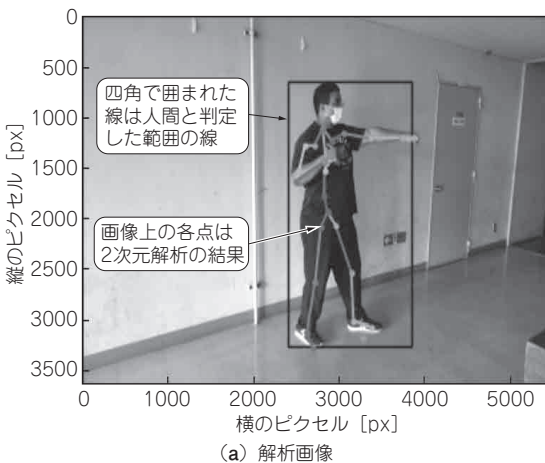 0
500
1000
1500
2000
2500
3000
3500
縦のピクセル [px]
四角で囲まれた
線は人間と判定
した範囲の線
画像上の各点は
2次元解析の結果
0
1000
2000
3000
4000
5000
横のピクセル [px]
(a) 解析画像